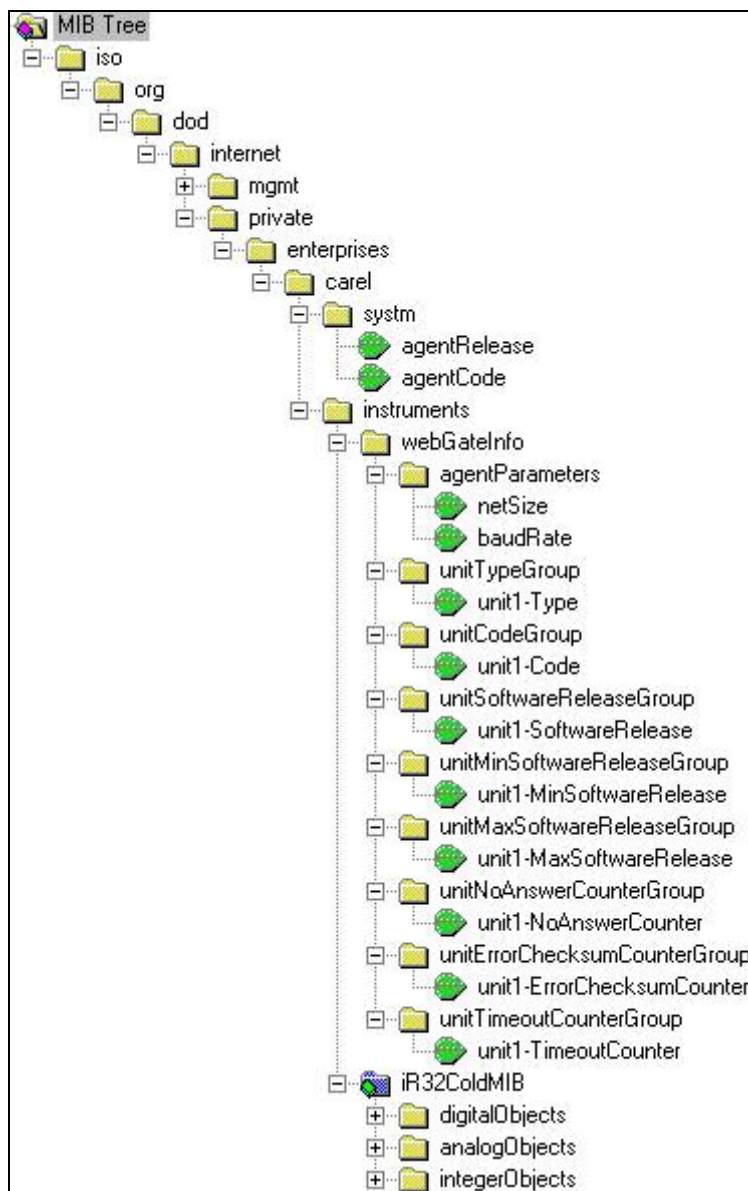 MIB Tree
iso
org
dod
internet
mgmt
private
enterprises
carel
systm
agentRelease
agentCode
instruments
webGateInfo
agentParameters
netSize
baudRate
unitTypeGroup
unit1-Type
unitCodeGroup
unit1-Code
unitSoftwareReleaseGroup
unit1-SoftwareRelease
unitMinSoftwareReleaseGroup
unit1-MinSoftwareRelease
unitMaxSoftwareReleaseGroup
unit1-MaxSoftwareRelease
unitNoAnswerCounterGroup
unit1-NoAnswerCounter
unitErrorChecksumCounterGroup
unit1-ErrorChecksumCounter
unitTimeoutCounterGroup
unit1-TimeoutCounter
iR32ColdMIB
digitalObjects
analogObjects
integerObjects